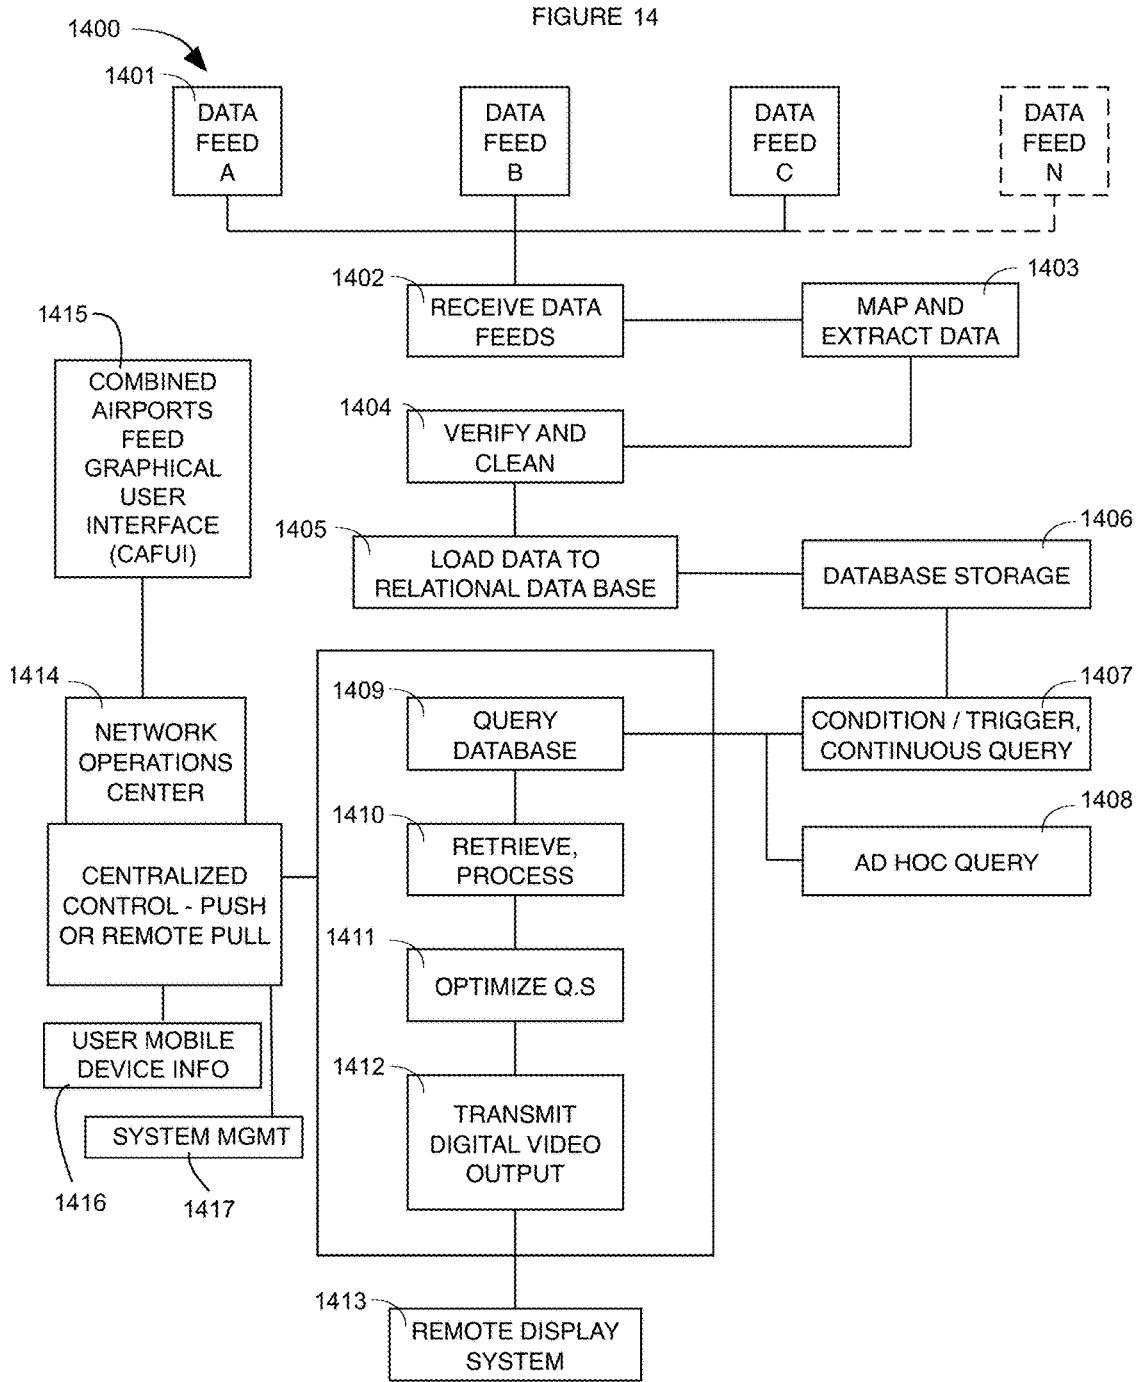 FIGURE 14
1400
1401
DATA
FEED
A
DATA
FEED
B
DATA
FEED
C
DATA
FEED
N
1402
RECEIVE DATA
FEEDS
1403
MAP AND
EXTRACT DATA
1415
COMBINED
AIRPORTS
FEED
GRAPHICAL
USER
INTERFACE
(CAFUI)
1404
VERIFY AND
CLEAN
1405
LOAD DATA TO
RELATIONAL DATA BASE
1406
DATABASE STORAGE
1414
NETWORK
OPERATIONS
CENTER
CENTRALIZED
CONTROL - PUSH
OR REMOTE PULL
1409
QUERY
DATABASE
1407
CONDITION / TRIGGER,
CONTINUOUS QUERY
1410
RETRIEVE,
PROCESS
1408
AD HOC QUERY
1411
OPTIMIZE Q.S
USER MOBILE
DEVICE INFO
1416
SYSTEM MGMT
1417
1412
TRANSMIT
DIGITAL VIDEO
OUTPUT
1413
REMOTE DISPLAY
SYSTEM